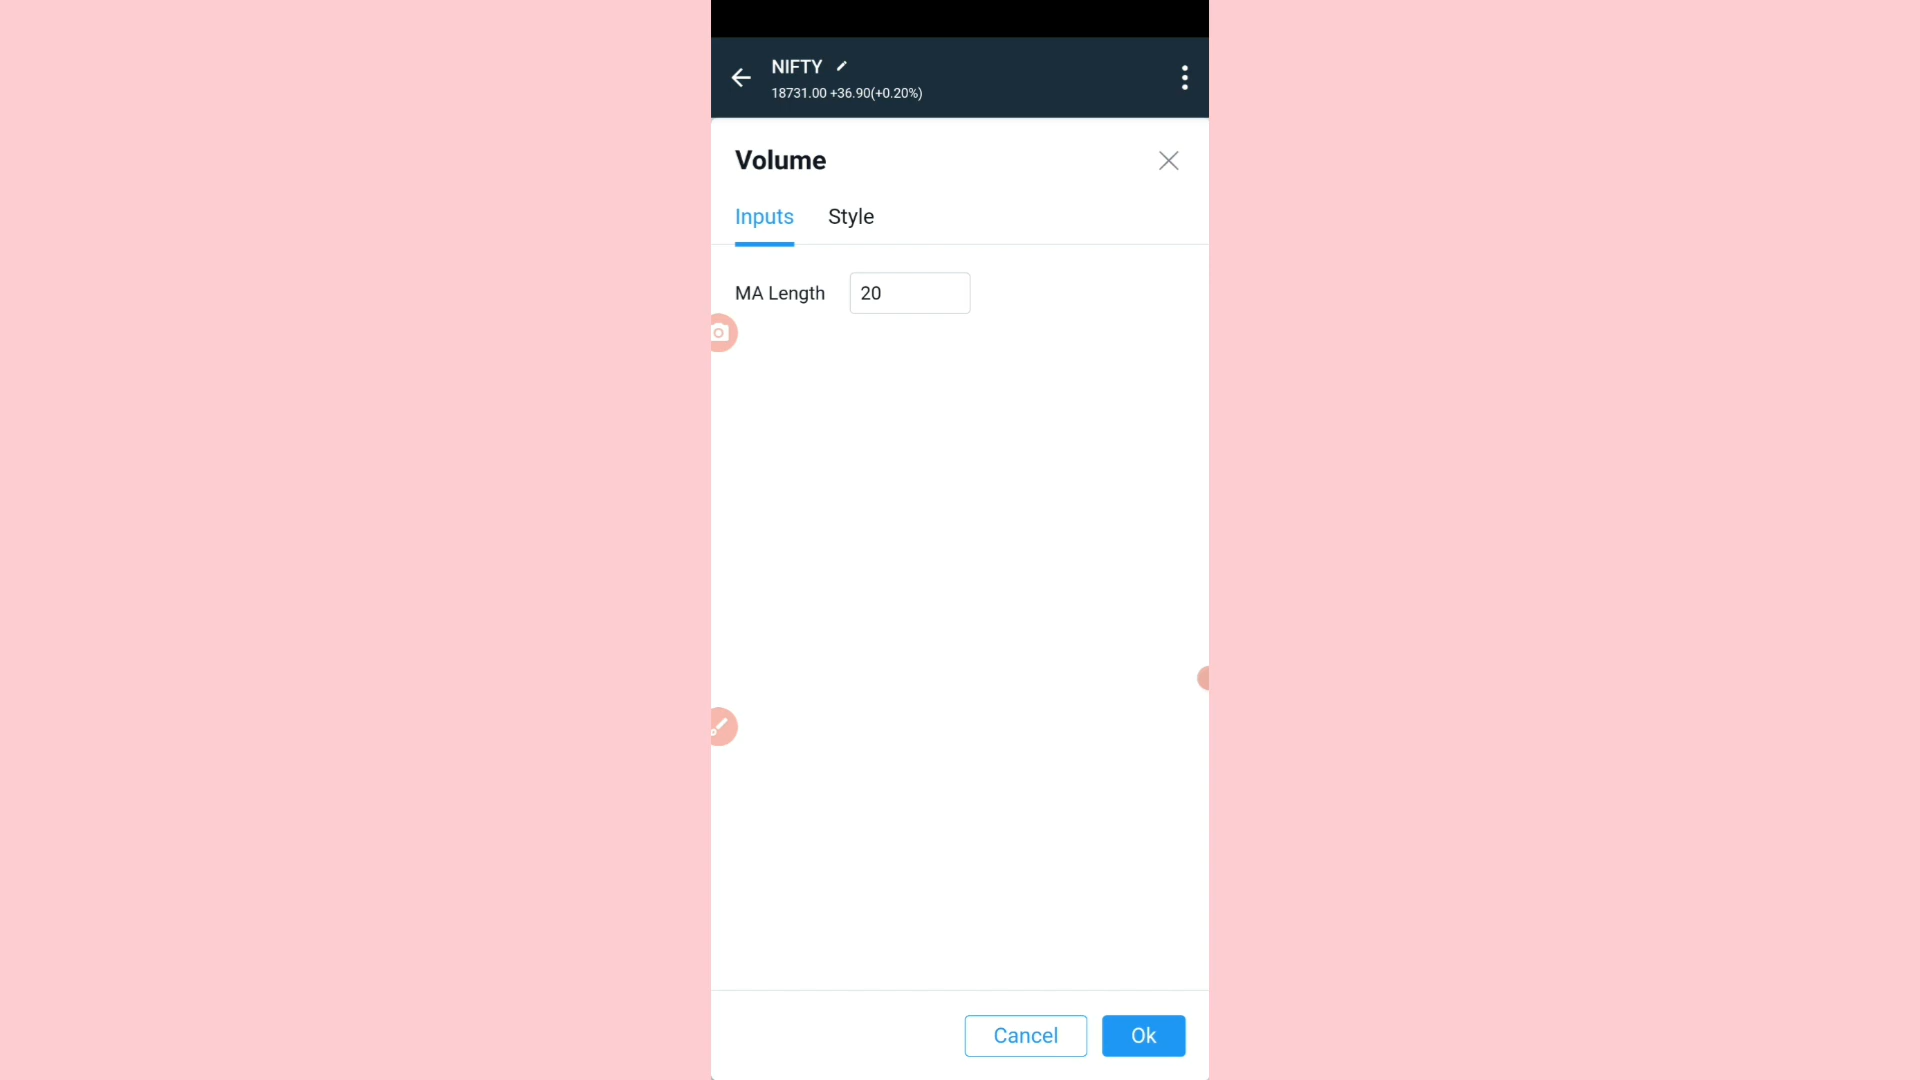 NIFTY
18731.00 +36.90(+0.20%)
Volume
Inputs Style
MA Length 20
Cancel Ok